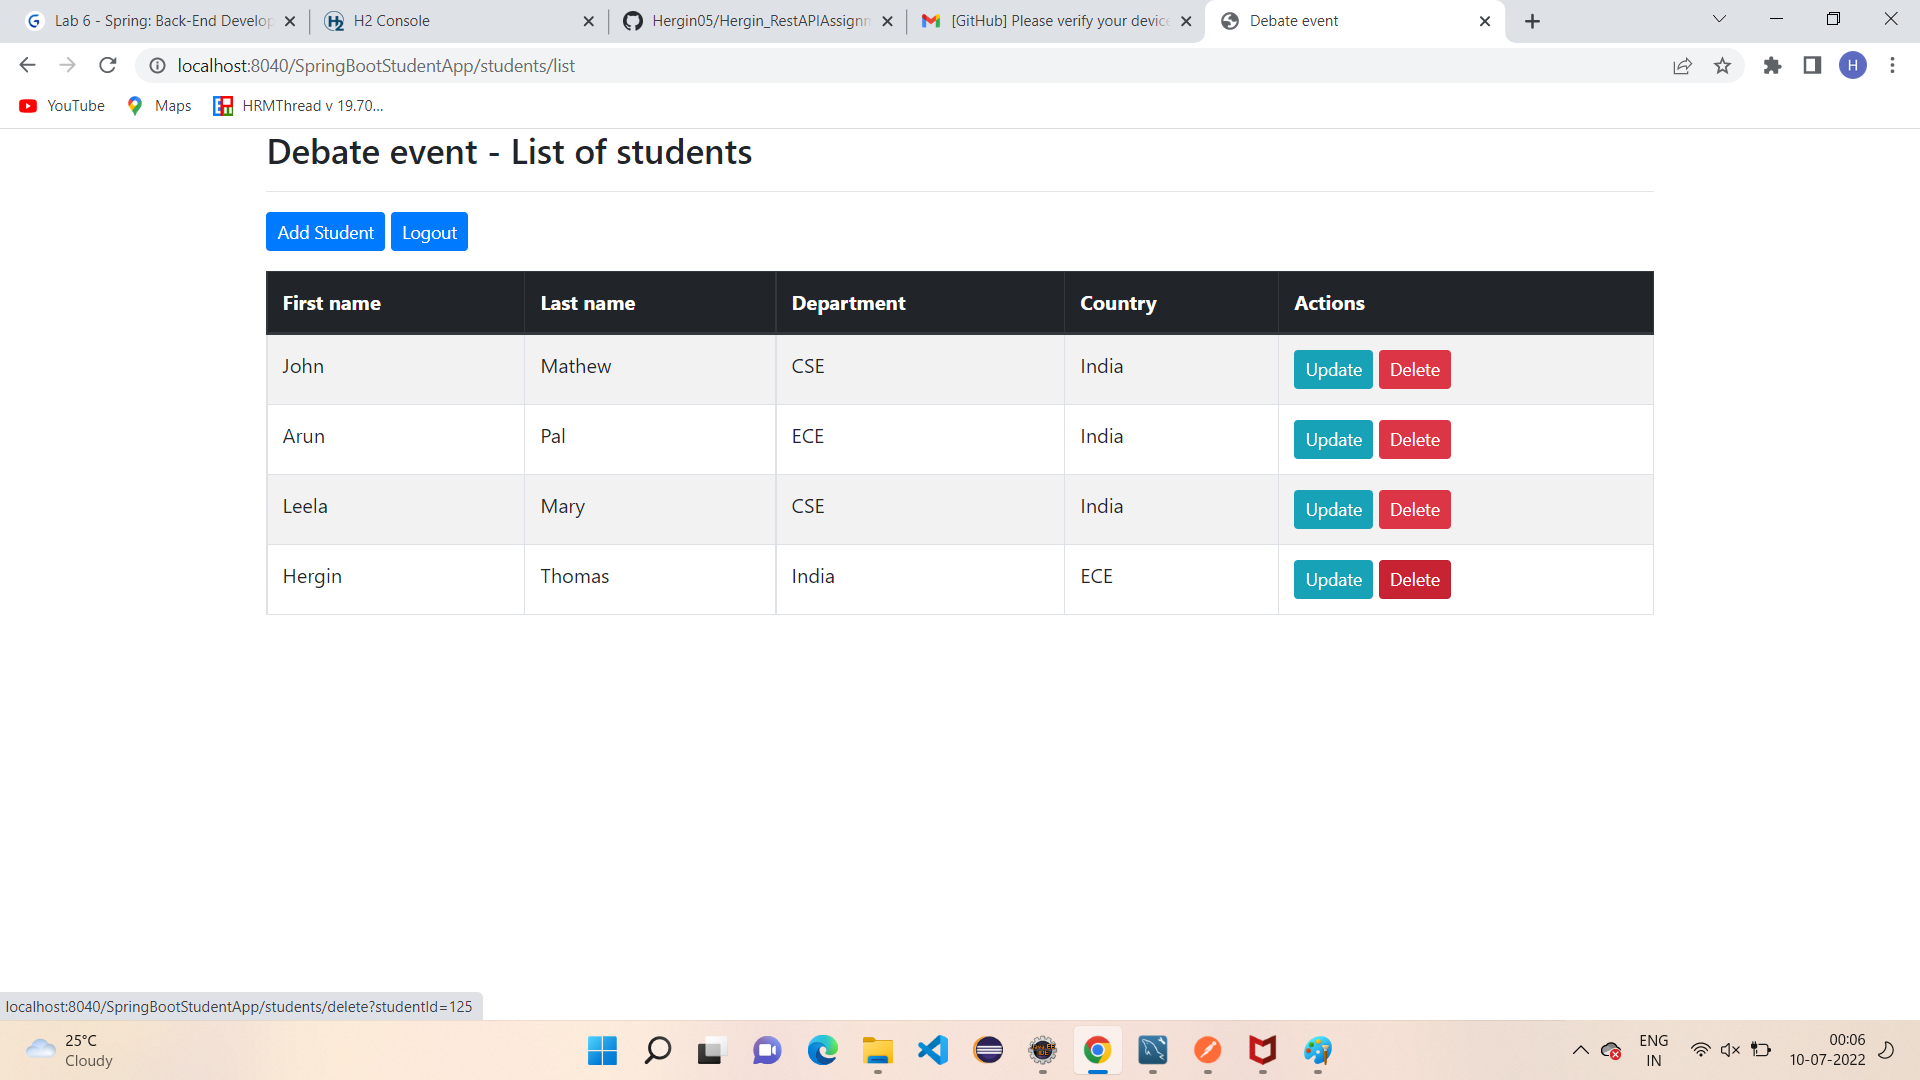 Lab 6 - Spring: Back-End Develop
H2 Console
Hergin05/Hergin_RestAPIAssignm
[GitHub] Please verify your device
Debate event
localhost:8040/SpringBootStudentApp/students/list
H
YouTube
Maps
HRMThread v 19.70...
Debate event - List of students
Add Student Logout
First name Last name Department Country Actions
John Mathew CSE India Update Delete
Arun Pal ECE India Update Delete
Leela Mary CSE India Update Delete
Hergin Thomas India ECE Update Delete
localhost:8040/SpringBootStudentApp/students/delete?studentId=125
25°C
Cloudy
ENG
IN
00:06
10-07-2022